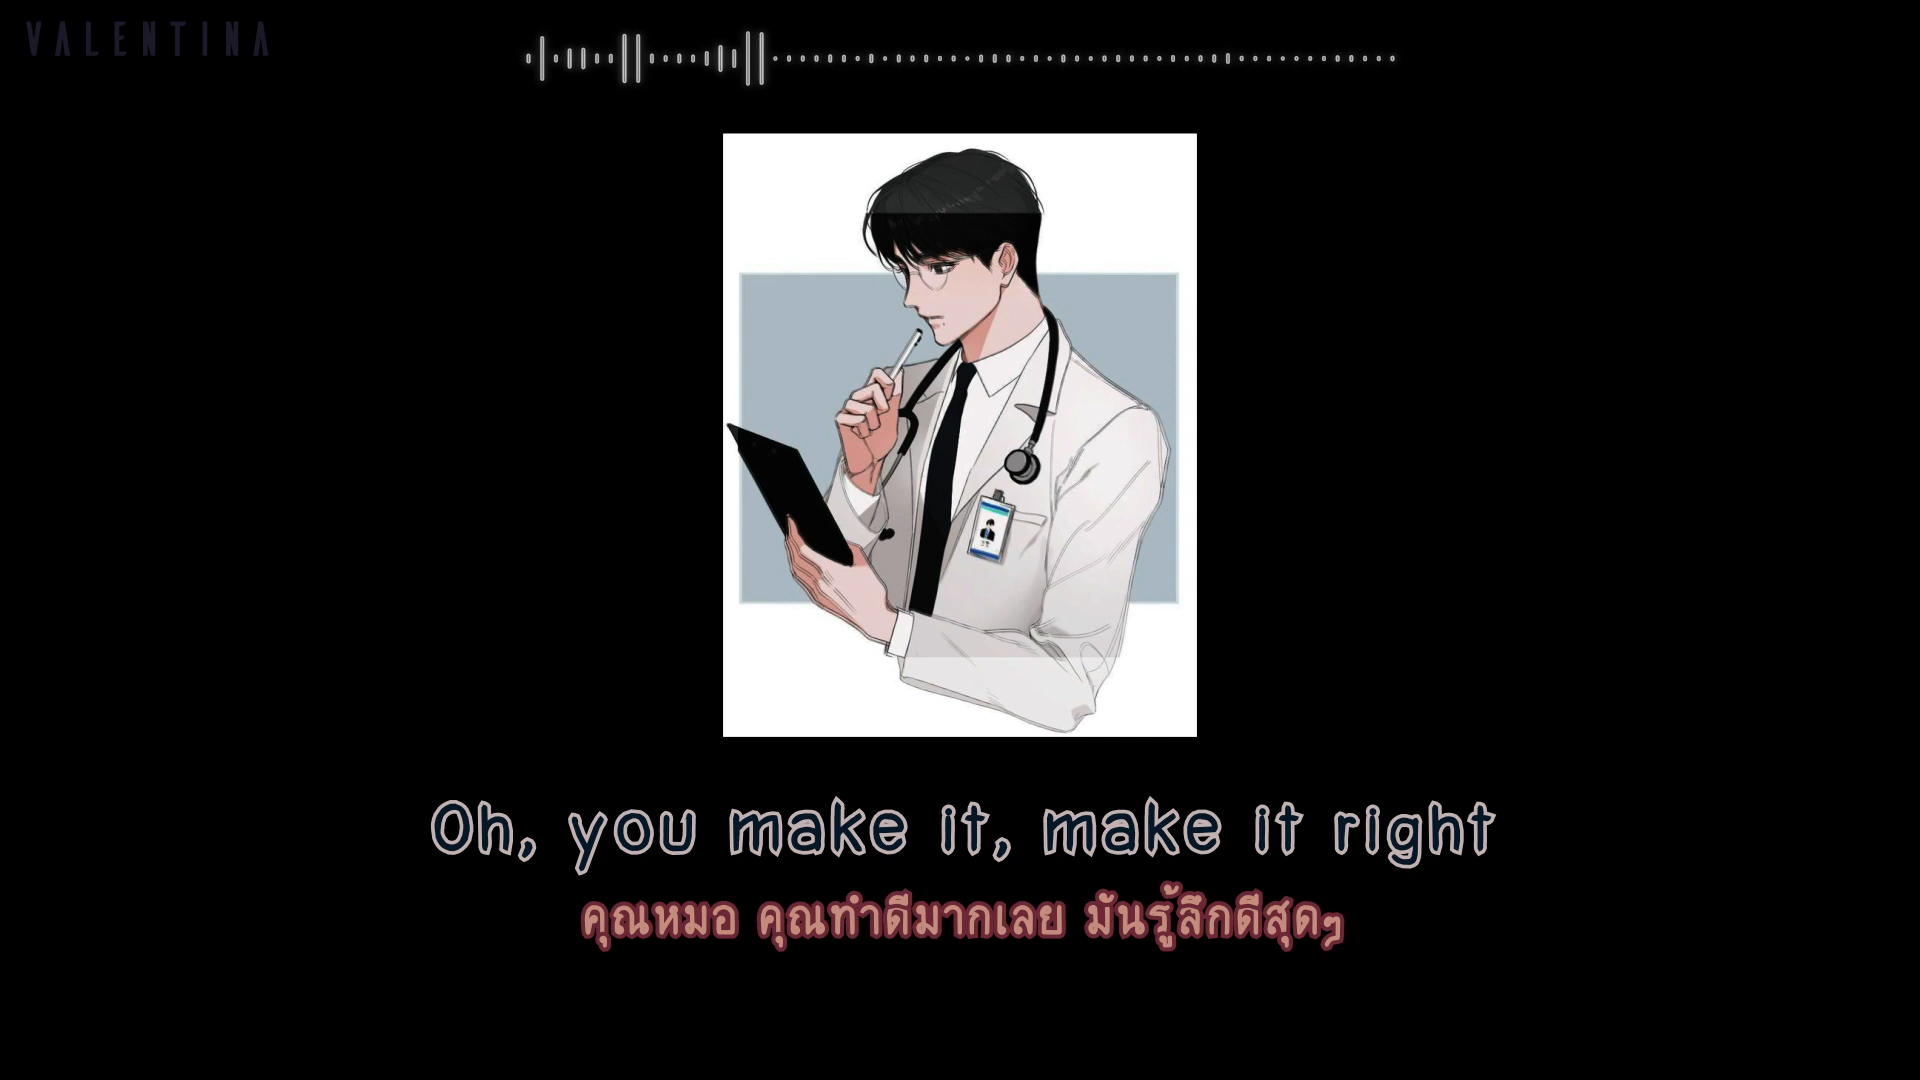 VALENTINA
Oh, you make it, make it right
คุณหมอ คุณทำดีมากเลย มันรู้สึกดีสุดๆ